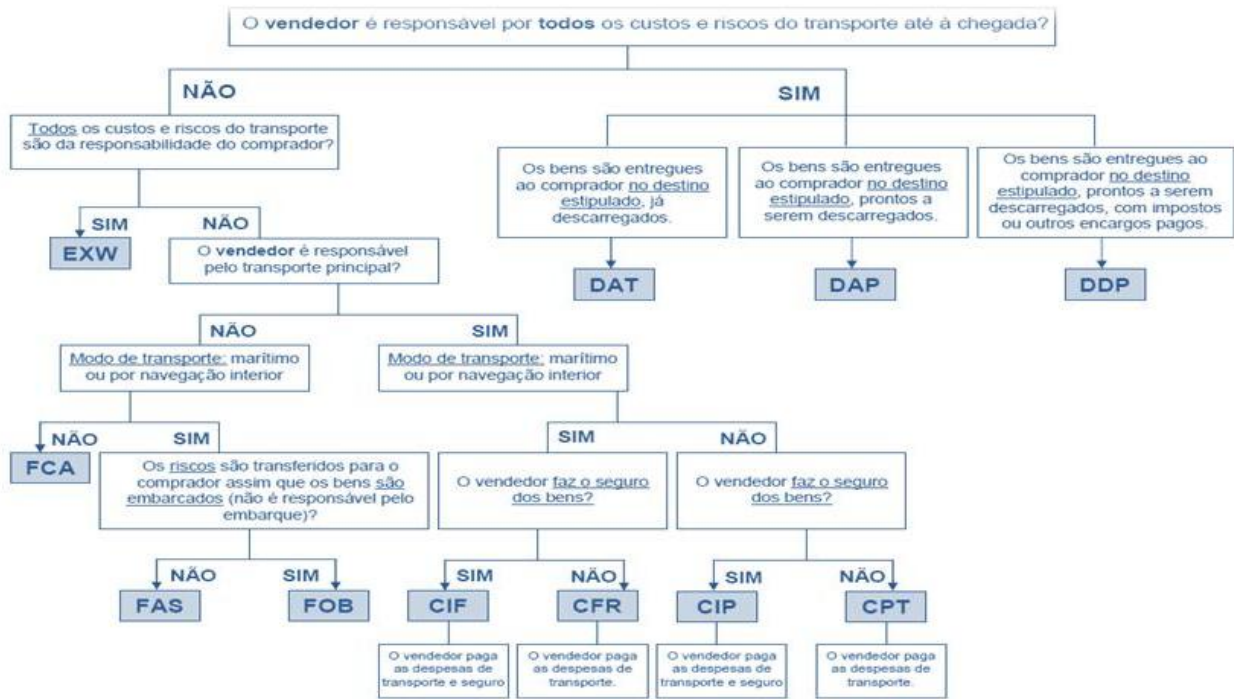 O vendedor é responsável por todos os custos e riscos do transporte até à chegada?
NÃO
SIM
Todos os custos e riscos do transporte
são da responsabilidade do comprador?
Os bens são entregues
ao comprador no destino
estipulado, já
descarregados.
Os bens são entregues
ao comprador no destino
estipulado, prontos
a serem descarregados.
Os bens são entregues ao
comprador no destino
estipulado, prontos a serem
descarregados, com impostos
ou outros encargos pagos.
SIM
NÃO
EXW
O vendedor é responsável
pelo transporte principal?
DAT
DAP
DDP
NÃO
SIM
Modo de transporte: marítimo
ou por navegação interior
Modo de transporte: marítimo
ou por navegação interior
NÃO
SIM
SIM
NÃO
FCA
Os riscos são transferidos para o
comprador assim que os bens são
embarcados (não é responsável pelo
embarque)?
O vendedor faz o seguro
dos bens?
O vendedor faz o seguro
dos bens?
NÃO
SIM
SIM
NÃO
SIM
NÃO
FAS
FOB
CIF
CFR
CIP
CPT
O vendedor paga
as despesas de
transporte e seguro
O vendedor paga
as despesas de
transporte.
O vendedor paga
as despesas de
transporte e seguro
O vendedor paga
as despesas de
transporte.